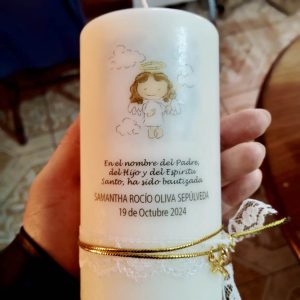 En el nombre del Padre,
del Hijo y del Espiritu
Santo, ha sido bautizada
SAMANTHA ROCÍO OLIVA SEPÚLVEDA
19 de Octubre 2024